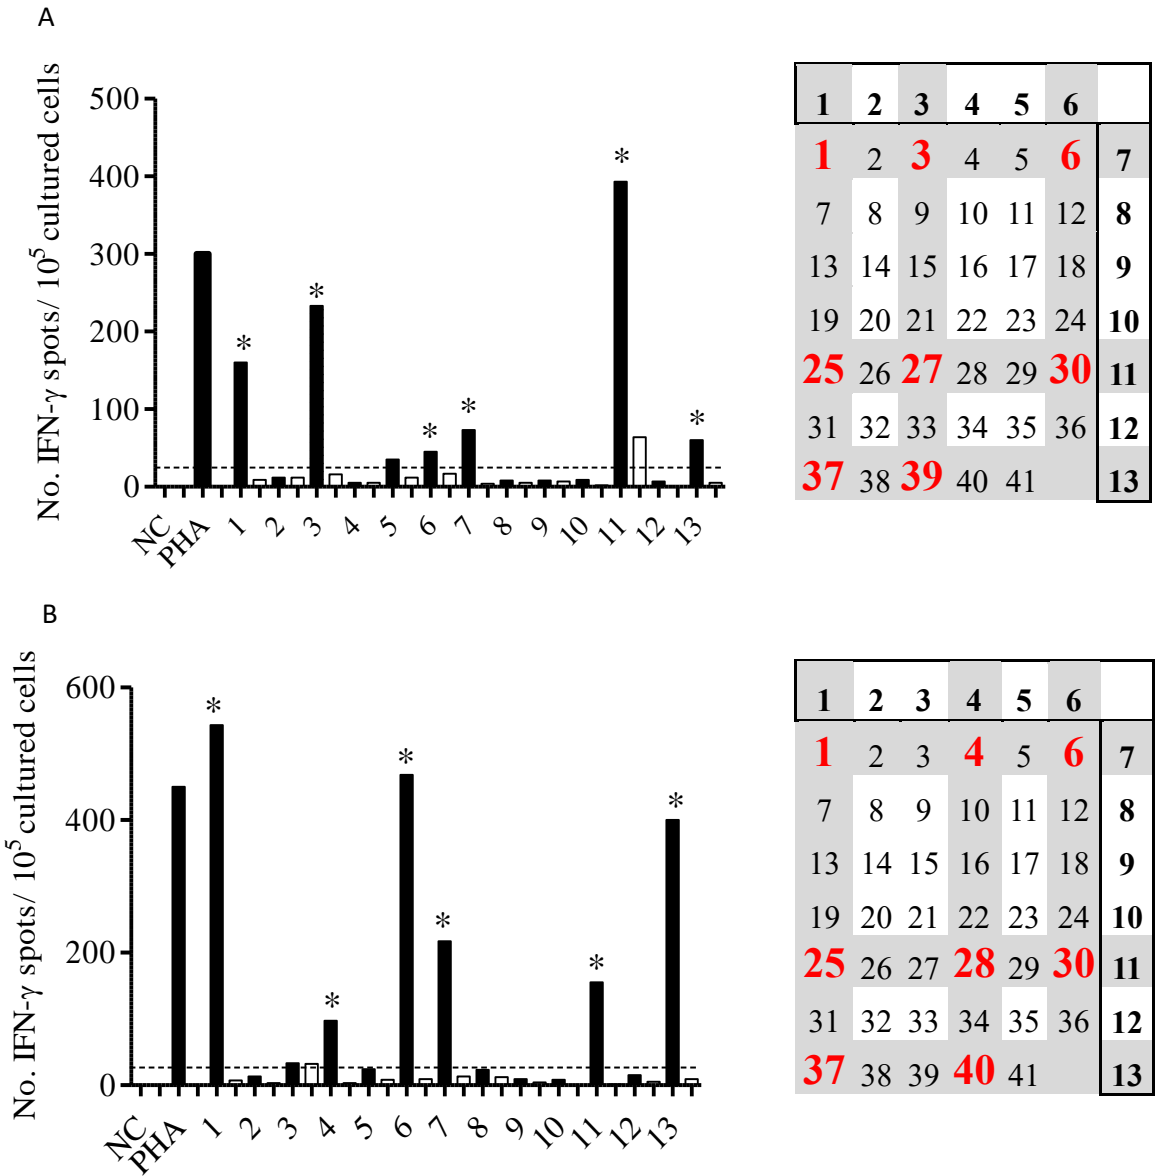 A
No. IFN-γ spots/ 10⁵ cultured cells
500
400
300
200
100
0
* * * * * *
NC PHA 1 2 3 4 5 6 7 8 9 10 11 12 13
1 2 3 4 5 6
1 2 3 4 5 6 7
7 8 9 10 11 12 8
13 14 15 16 17 18 9
19 20 21 22 23 24 10
25 26 27 28 29 30 11
31 32 33 34 35 36 12
37 38 39 40 41 13
B
No. IFN-γ spots/ 10⁵ cultured cells
600
400
200
0
* * * * * *
NC PHA 1 2 3 4 5 6 7 8 9 10 11 12 13
1 2 3 4 5 6
1 2 3 4 5 6 7
7 8 9 10 11 12 8
13 14 15 16 17 18 9
19 20 21 22 23 24 10
25 26 27 28 29 30 11
31 32 33 34 35 36 12
37 38 39 40 41 13